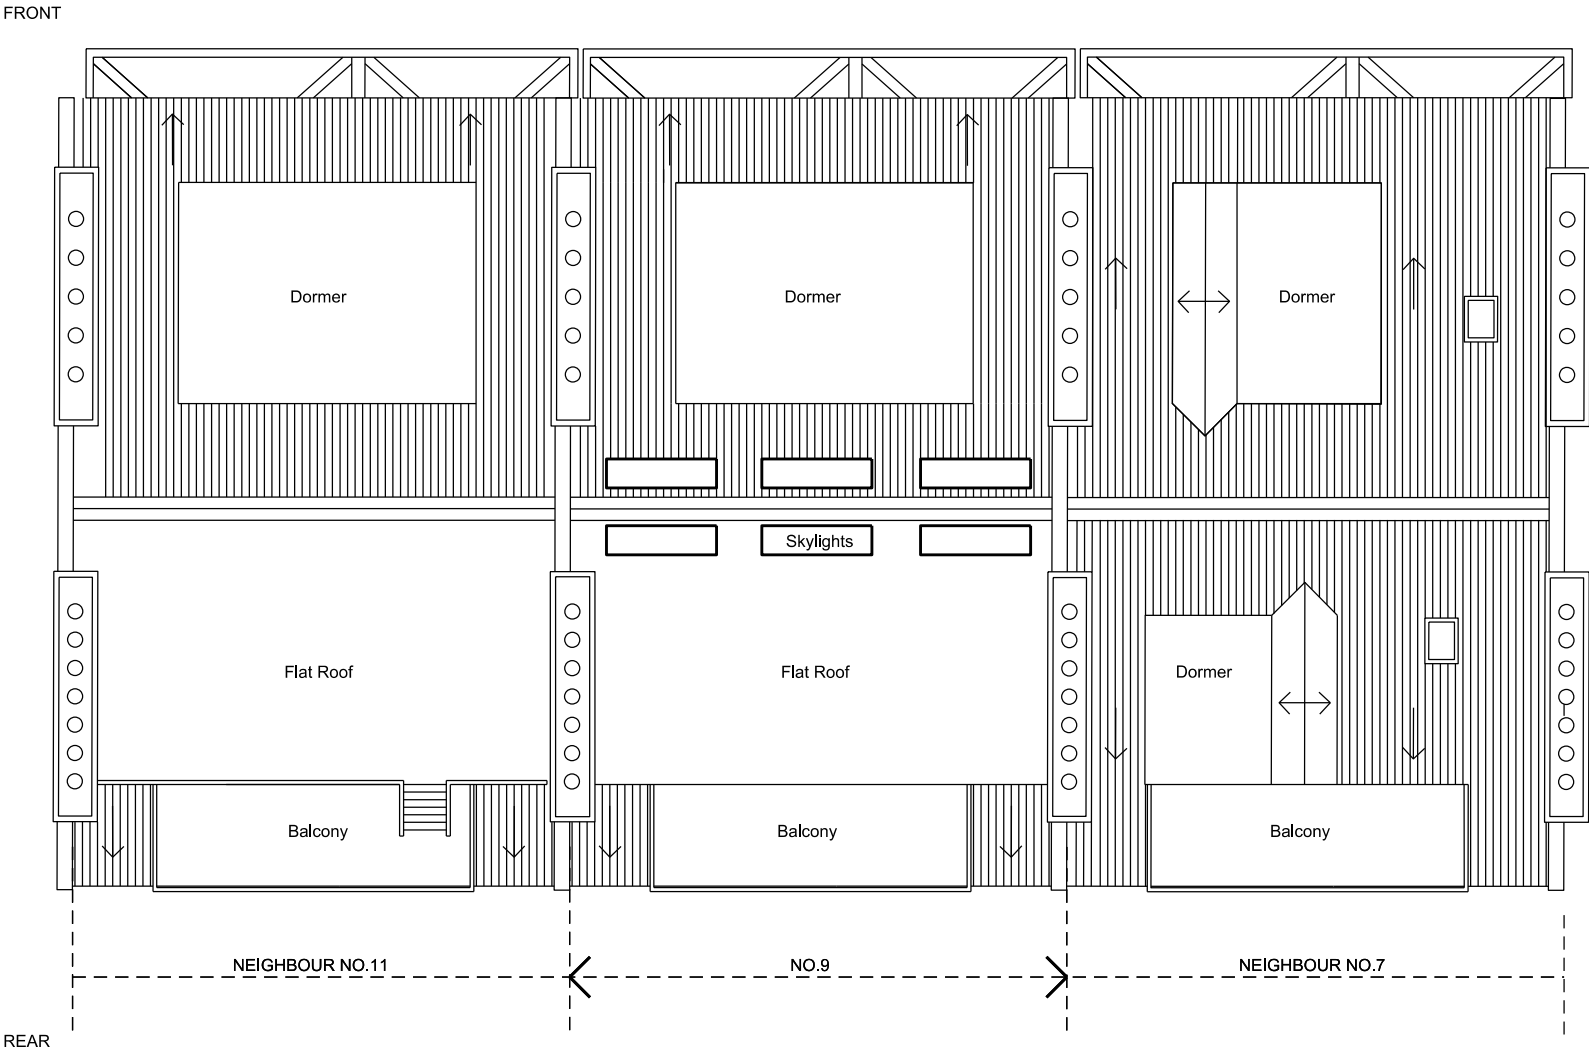 FRONT
Dormer
Dormer
Dormer
Skylights
Flat Roof
Flat Roof
Dormer
Balcony
Balcony
Balcony
NEIGHBOUR NO.11
NO.9
NEIGHBOUR NO.7
REAR